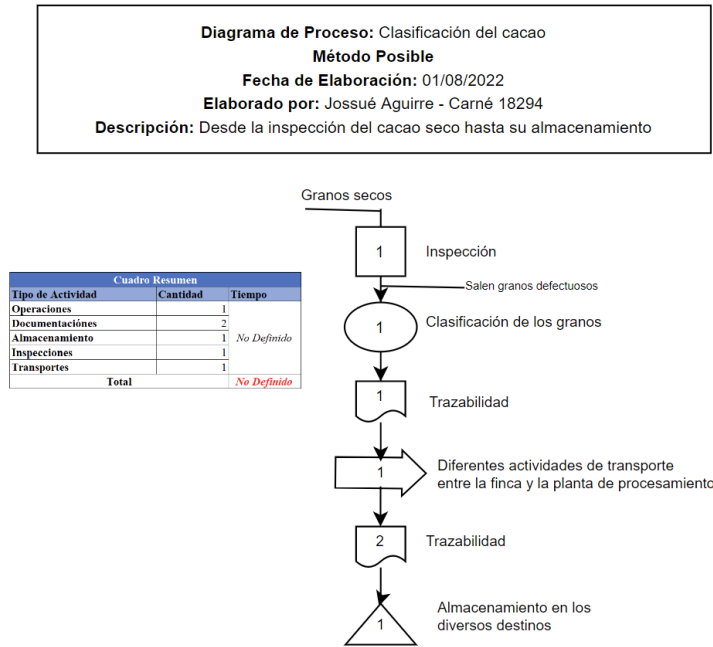 Diagrama de Proceso: Clasificación del cacao
Método Posible
Fecha de Elaboración: 01/08/2022
Elaborado por: Jossué Aguirre - Carné 18294
Descripción: Desde la inspección del cacao seco hasta su almacenamiento
Granos secos
1 Inspección
Salen granos defectuosos
1 Clasificación de los granos
1 Trazabilidad
1 Diferentes actividades de transporte
entre la finca y la planta de procesamiento
2 Trazabilidad
1 Almacenamiento en los
diversos destinos
Cuadro Resumen
Tipo de Actividad Cantidad Tiempo
Operaciones 1
Documentaciónes 2
Almacenamiento 1 No Definido
Inspecciones 1
Transportes 1
Total No Definido